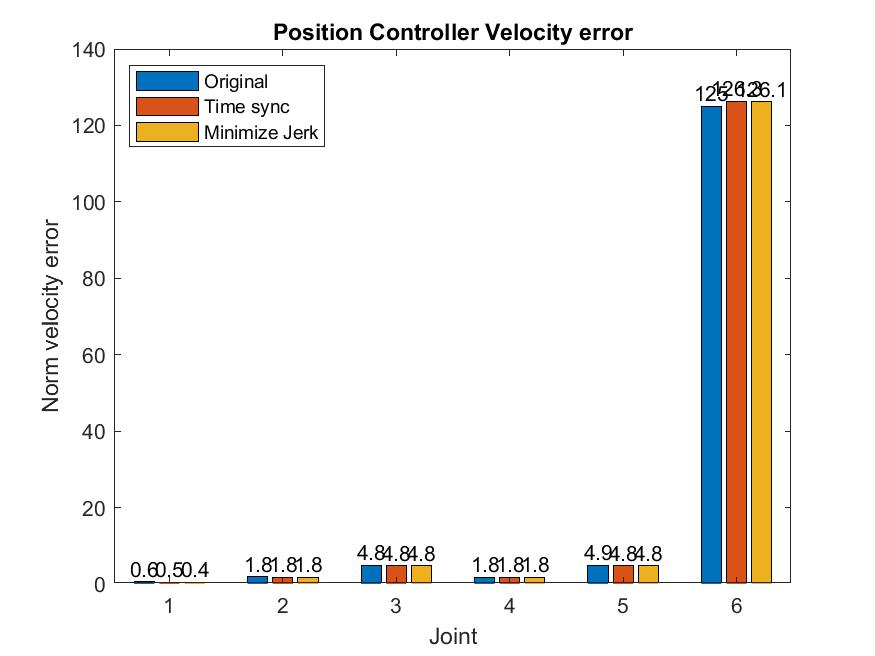 Position Controller Velocity error
140
120
100
80
60
40
20
0
Norm velocity error
Original
Time sync
Minimize Jerk
0.6 0.5 0.4
1.8 1.8 1.8
4.8 4.8 4.8
1.8 1.8 1.8
4.9 4.8 4.8
125 126.1
1 2 3 4 5 6
Joint